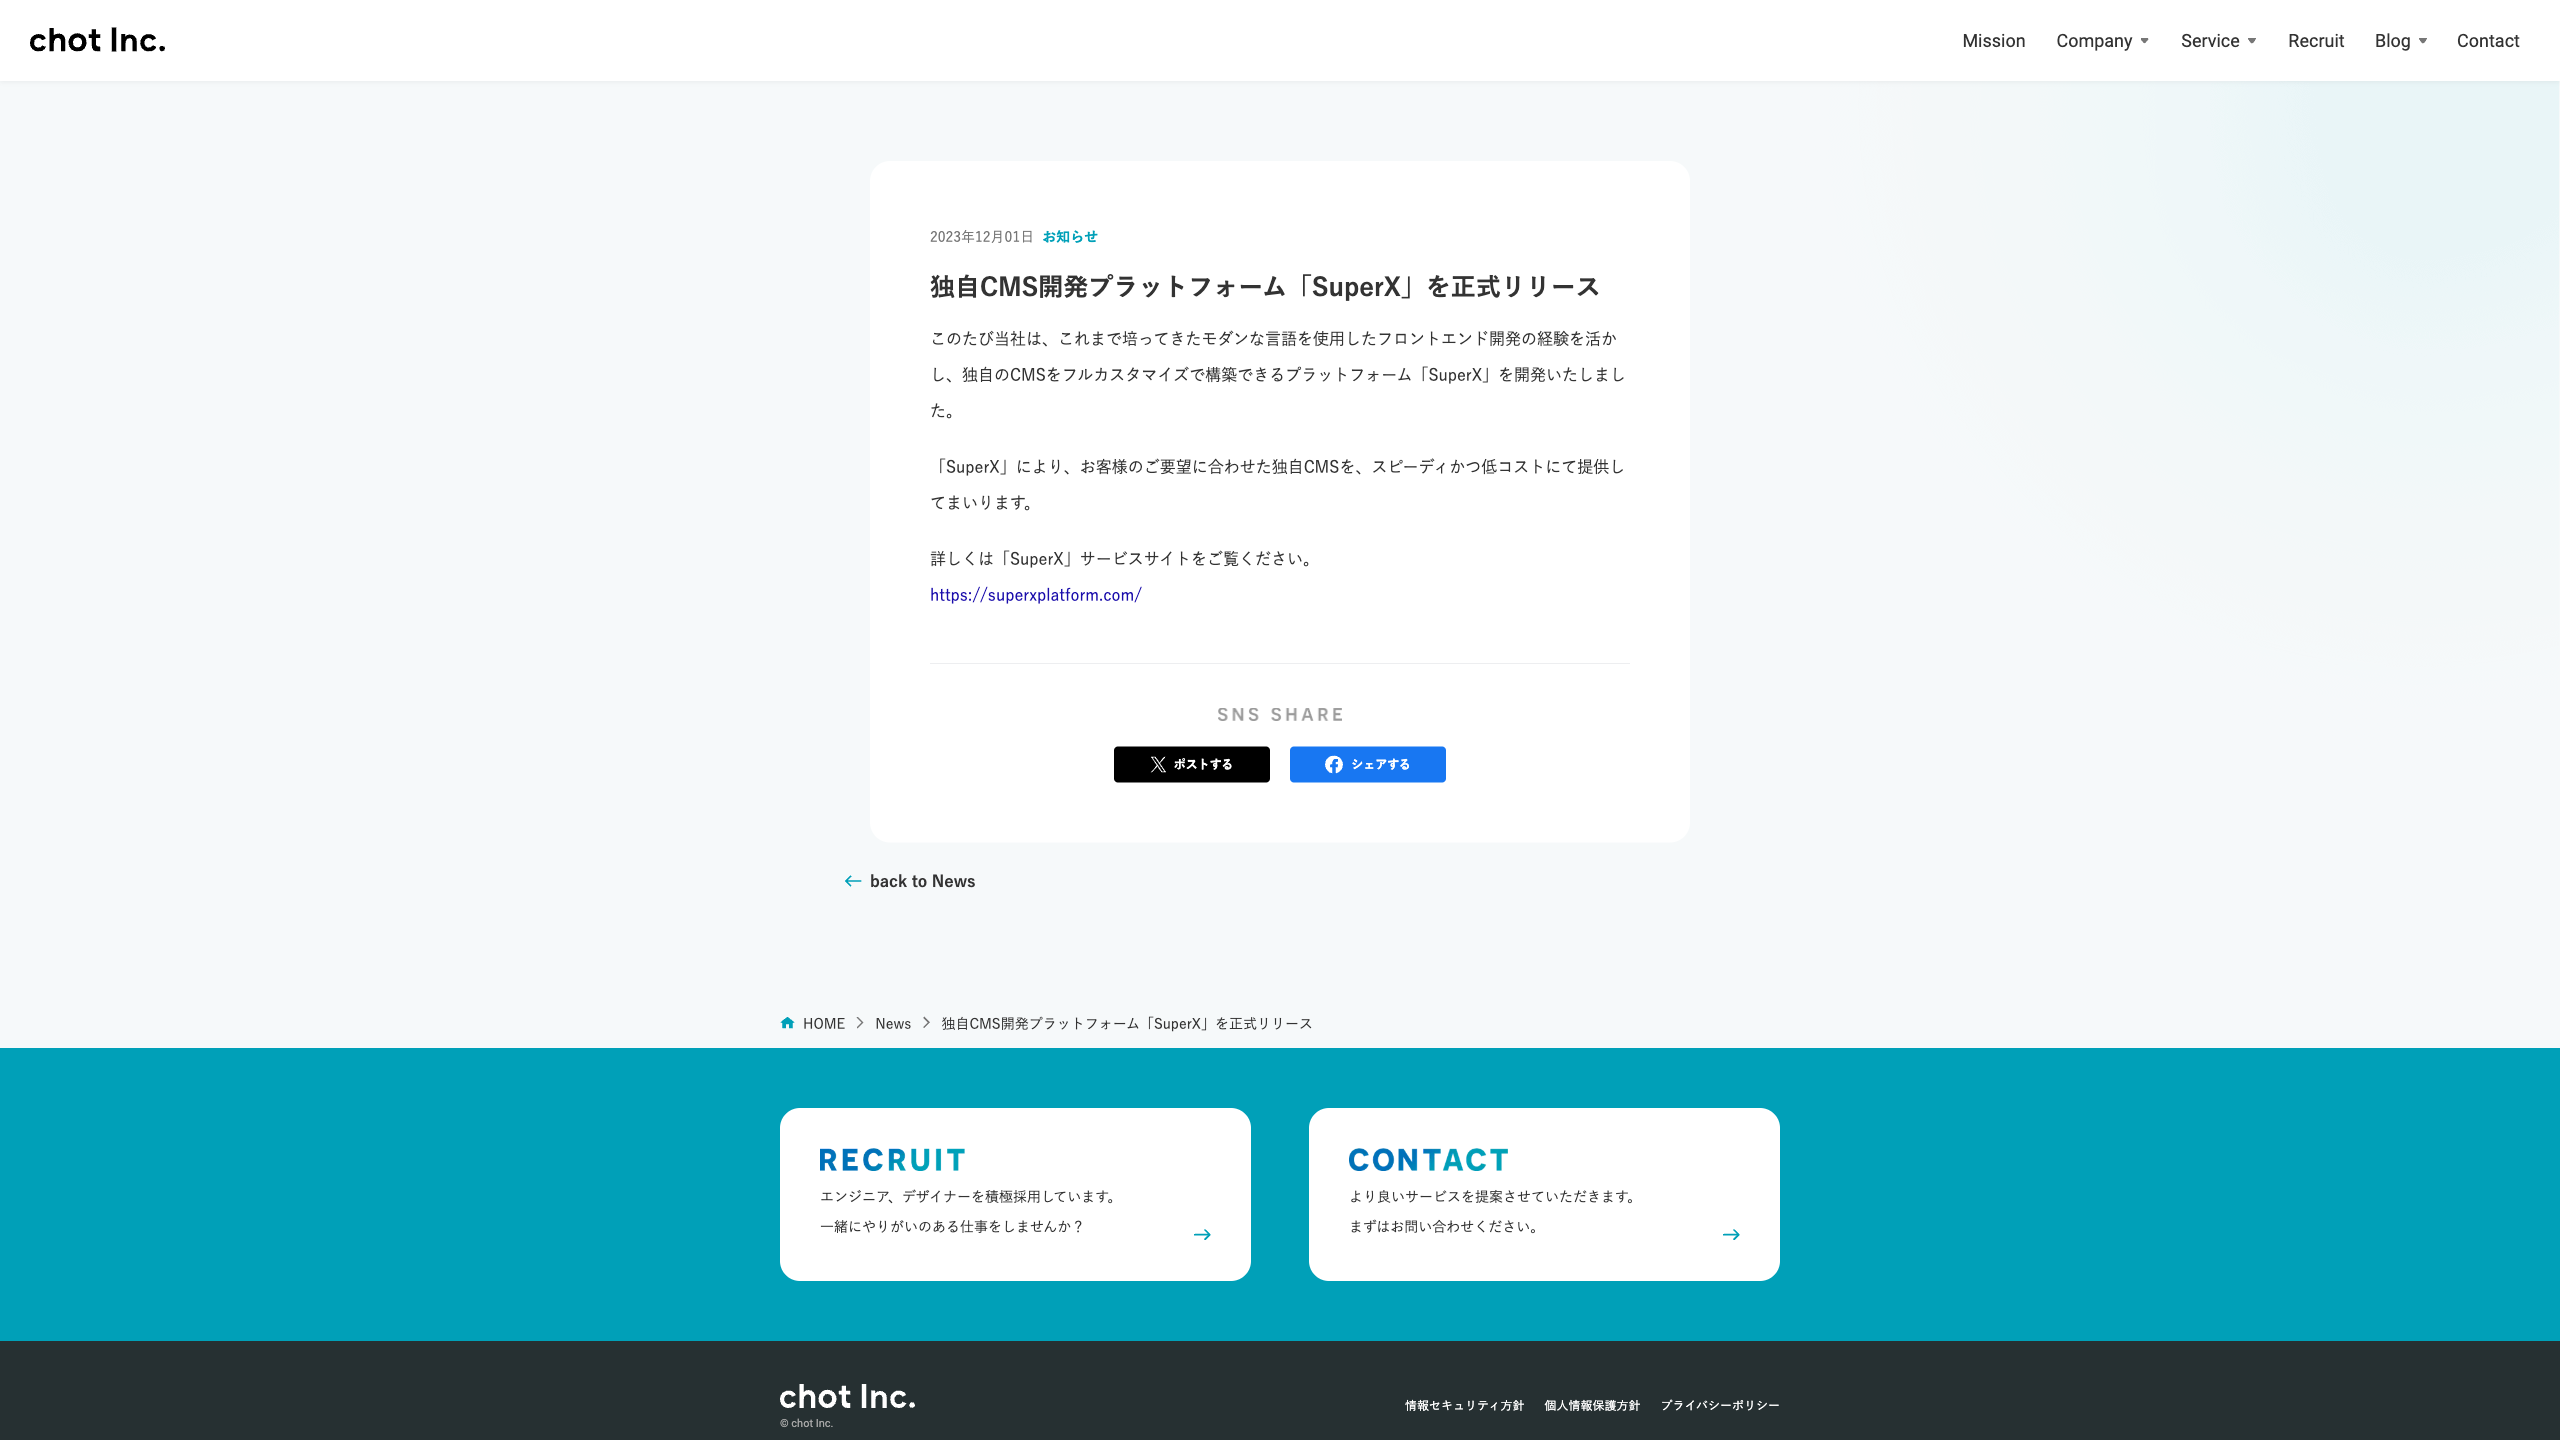 chot Inc.
Mission Company Service Recruit Blog Contact
2023年12月01日 お知らせ
独自CMS開発プラットフォーム「SuperX」を正式リリース
このたび当社は、これまで培ってきたモダンな言語を使用したフロントエンド開発の経験を活か
し、独自のCMSをフルカスタマイズで構築できるプラットフォーム「SuperX」を開発いたしまし
た。
「SuperX」により、お客様のご要望に合わせた独自CMSを、スピーディかつ低コストにて提供し
てまいります。
詳しくは「SuperX」サービスサイトをご覧ください。
https://superxplatform.com/
SNS SHARE
ポストする シェアする
back to News
HOME News 独自CMS開発プラットフォーム「SuperX」を正式リリース
RECRUIT
エンジニア、デザイナーを積極採用しています。
一緒にやりがいのある仕事をしませんか？
CONTACT
より良いサービスを提案させていただきます。
まずはお問い合わせください。
chot Inc.
© chot Inc.
情報セキュリティ方針 個人情報保護方針 プライバシーポリシー